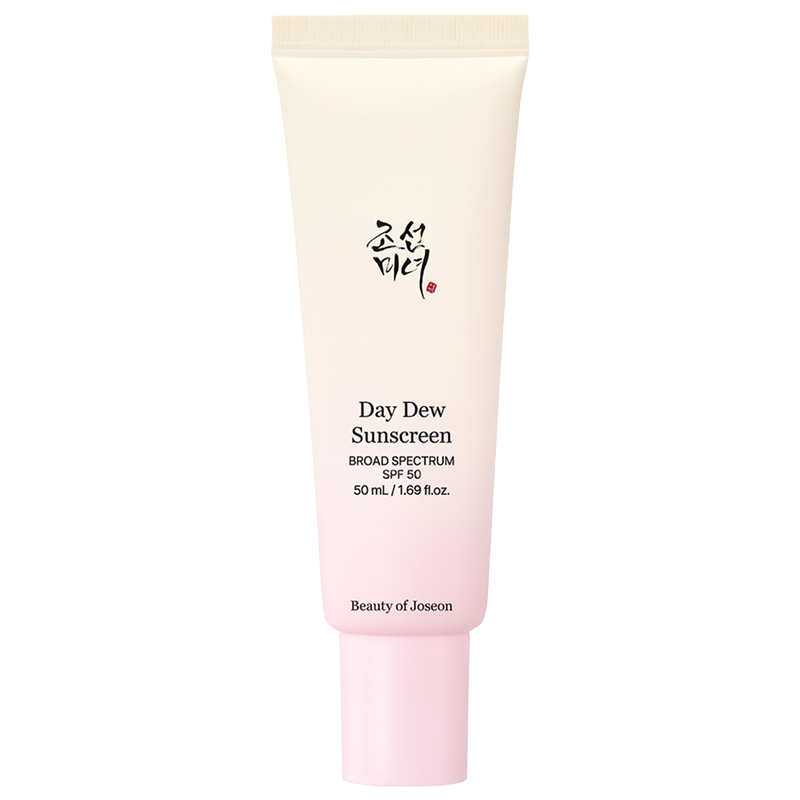 조선
미녀
Day Dew
Sunscreen
BROAD SPECTRUM
SPF 50
50 mL / 1.69 fl.oz.
Beauty of Joseon